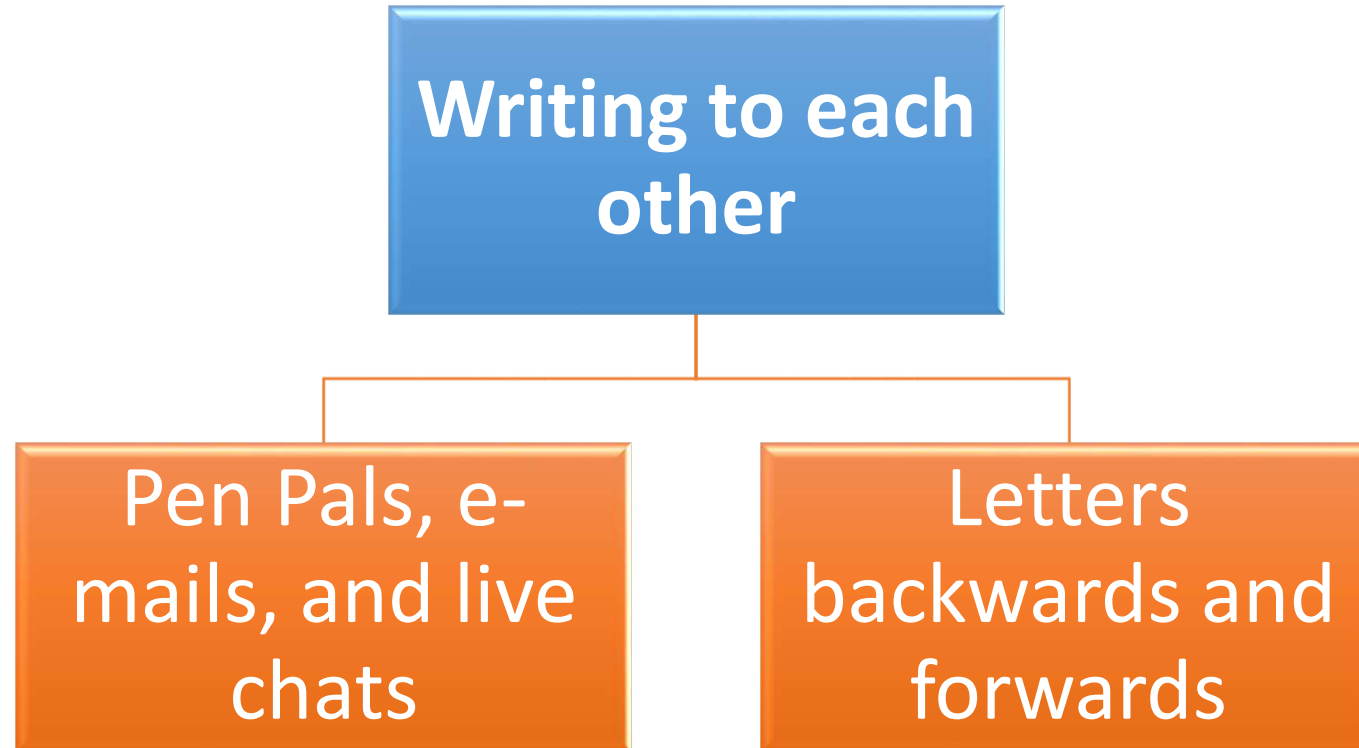 Writing to each
other
Pen Pals, e-
mails, and live
chats
Letters
backwards and
forwards